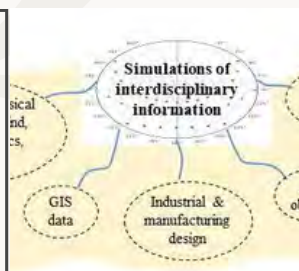 Simulations of
interdisciplinary
information
GIS
data
Industrial &
manufacturing
design